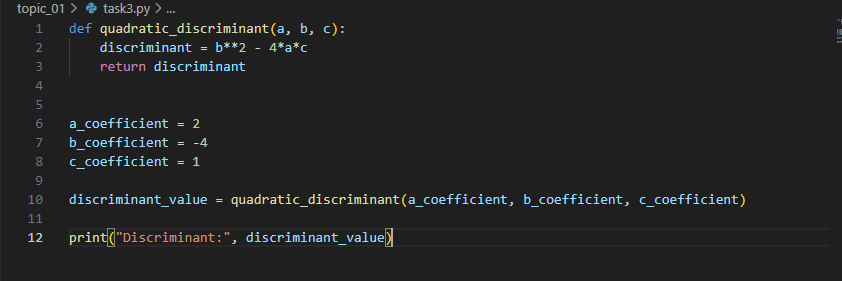 topic_01 > task3.py > ...
1 def quadratic_discriminant(a, b, c):
2     discriminant = b**2 - 4*a*c
3     return discriminant
4
5
6 a_coefficient = 2
7 b_coefficient = -4
8 c_coefficient = 1
9
10 discriminant_value = quadratic_discriminant(a_coefficient, b_coefficient, c_coefficient)
11
12 print("Discriminant:", discriminant_value)